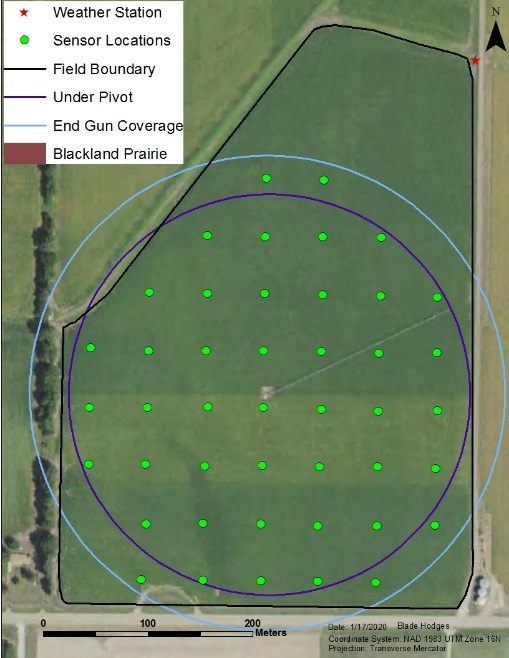 Weather Station
Sensor Locations
Field Boundary
Under Pivot
End Gun Coverage
Blackland Prairie
N
0 100 200
Meters
Date: 1/17/2020 Blade Hodges
Coordinate System: NAD 1983 UTM Zone 16N
Projection: Transverse Mercator